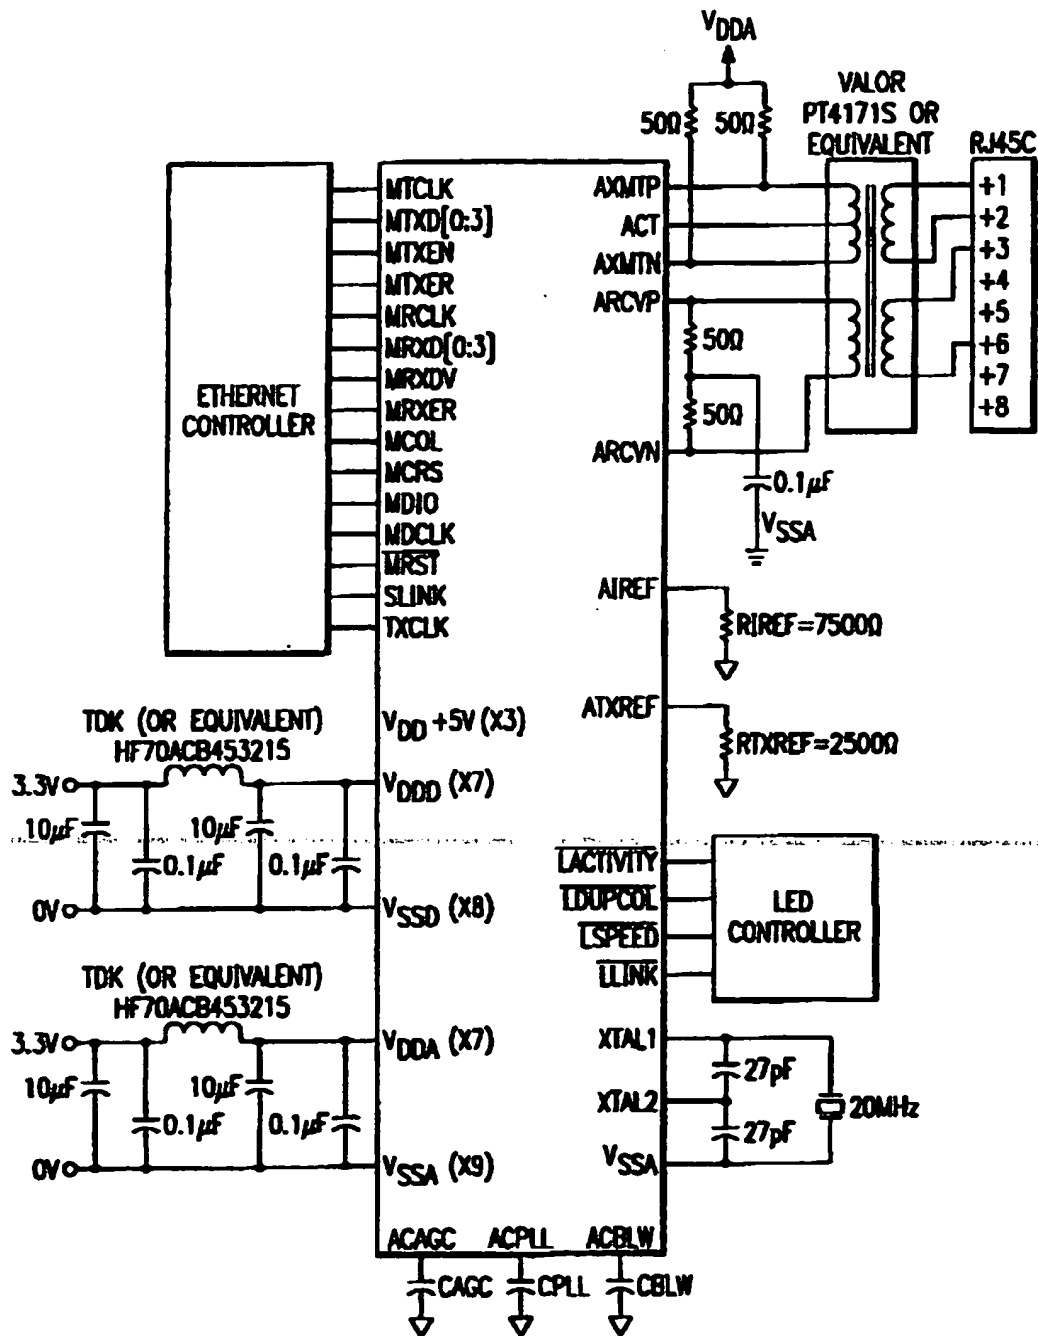 VDDA
VALOR
PT4171S OR
EQUIVALENT
RJ45C
50Ω
50Ω
MTCLK
MTXD[0:3]
MTXEN
MTXER
MRCLK
MRXD[0:3]
MRXDV
MRXER
MCOL
MCRS
MDIO
MDCLK
MRST
SLINK
TXCLK
ETHERNET
CONTROLLER
AXMTP
ACT
AXMTN
ARCVP
ARCVN
50Ω
50Ω
0.1µF
VSSA
+1
+2
+3
+4
+5
+6
+7
+8
AIREF
RIREF=7500Ω
ATXREF
RTXREF=2500Ω
VDD +5V (X3)
TDK (OR EQUIVALENT)
HF70ACB453215
3.3V
10µF
0.1µF
10µF
0.1µF
0V
VDDD (X7)
VSSD (X8)
LACTIVITY
LDUPCOL
LSPEED
LLINK
LED
CONTROLLER
TDK (OR EQUIVALENT)
HF70ACB453215
3.3V
10µF
0.1µF
10µF
0.1µF
0V
VDDA (X7)
VSSA (X9)
XTAL1
XTAL2
VSSA
27pF
27pF
20MHz
ACAGC
ACPLL
ACBLW
CAGC
CPLL
CBLW